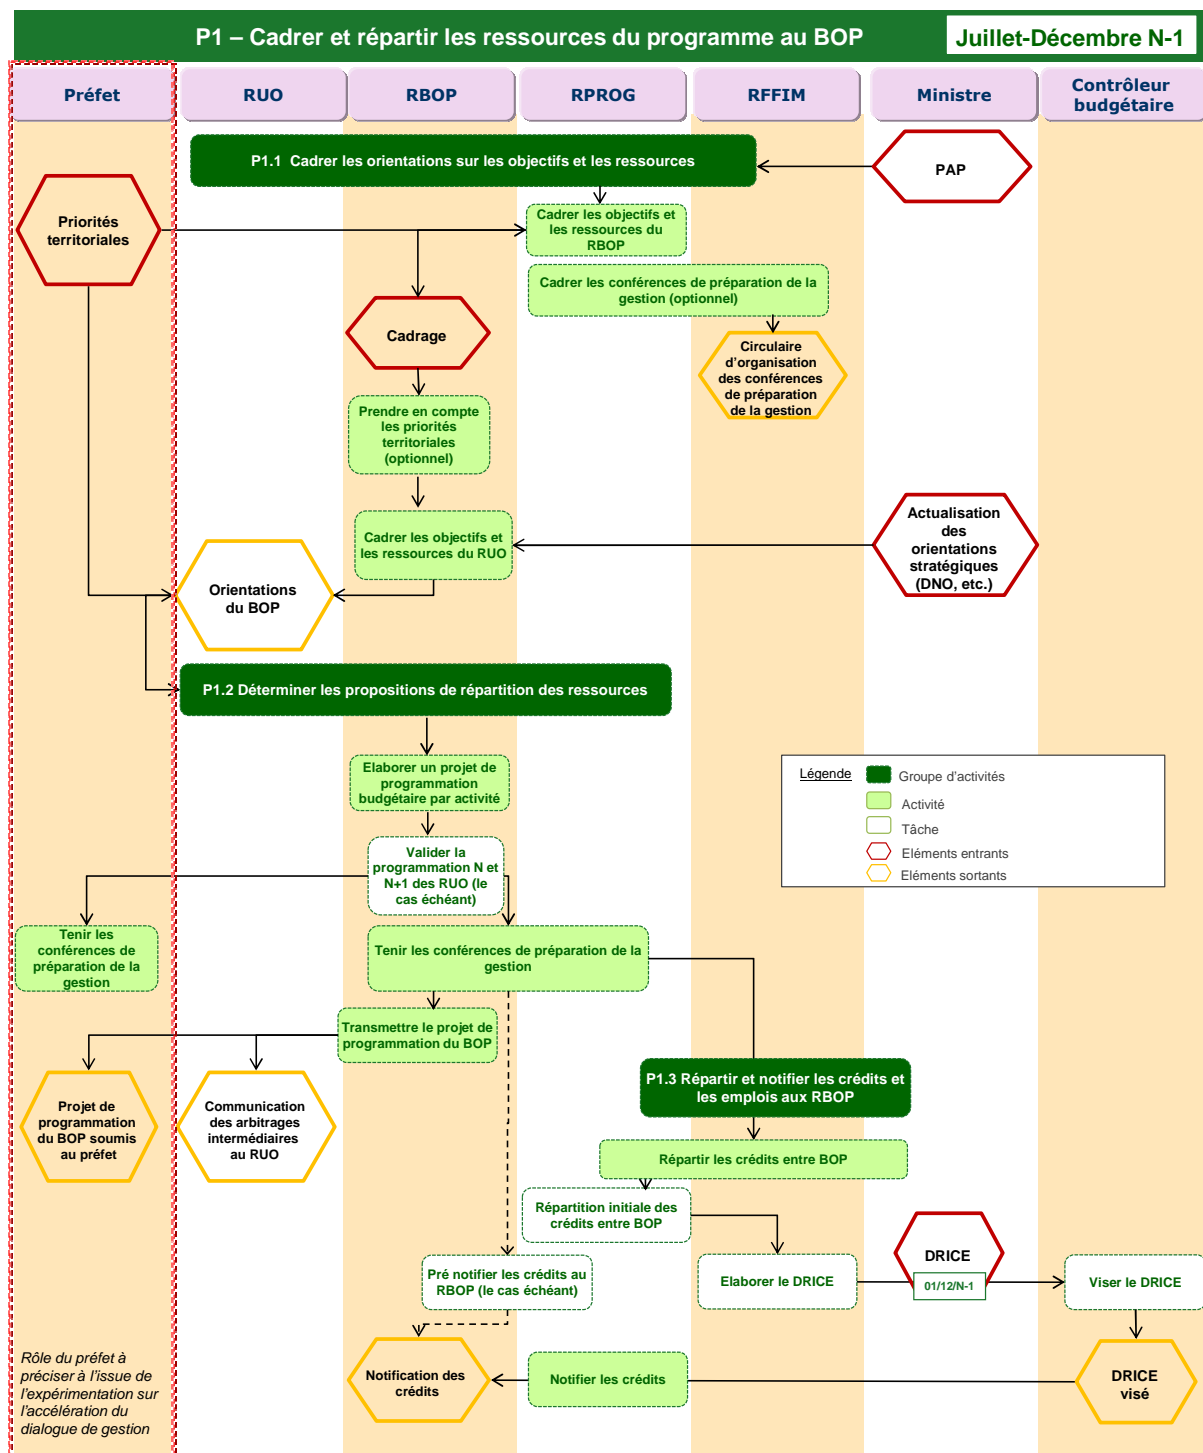 P1 – Cadrer et répartir les ressources du programme au BOP
Juillet-Décembre N-1
Préfet
RUO
RBOP
RPROG
RFFIM
Ministre
Contrôleur
budgétaire
P1.1 Cadrer les orientations sur les objectifs et les ressources
PAP
Priorités
territoriales
Cadrer les objectifs et
les ressources du
RBOP
Cadrer les conférences de préparation de la
gestion (optionnel)
Cadrage
Circulaire
d'organisation
des conférences
de préparation
de la gestion
Prendre en compte
les priorités
territoriales
(optionnel)
Cadrer les objectifs et
les ressources du RUO
Actualisation
des
orientations
stratégiques
(DNO, etc.)
Orientations
du BOP
P1.2 Déterminer les propositions de répartition des ressources
Elaborer un projet de
programmation
budgétaire par activité
Légende
Groupe d'activités
Activité
Tâche
Eléments entrants
Eléments sortants
Valider la
programmation N et
N+1 des RUO (le
cas échéant)
Tenir les
conférences de
préparation de la
gestion
Tenir les conférences de préparation de la
gestion
Transmettre le projet de
programmation du BOP
Projet de
programmation
du BOP soumis
au préfet
Communication
des arbitrages
intermédiaires
au RUO
P1.3 Répartir et notifier les crédits et
les emplois aux RBOP
Répartir les crédits entre BOP
Répartition initiale des
crédits entre BOP
Pré notifier les crédits au
RBOP (le cas échéant)
Elaborer le DRICE
DRICE
01/12/N-1
Viser le DRICE
Notification des
crédits
Notifier les crédits
DRICE
visé
Rôle du préfet à
préciser à l'issue de
l'expérimentation sur
l'accélération du
dialogue de gestion